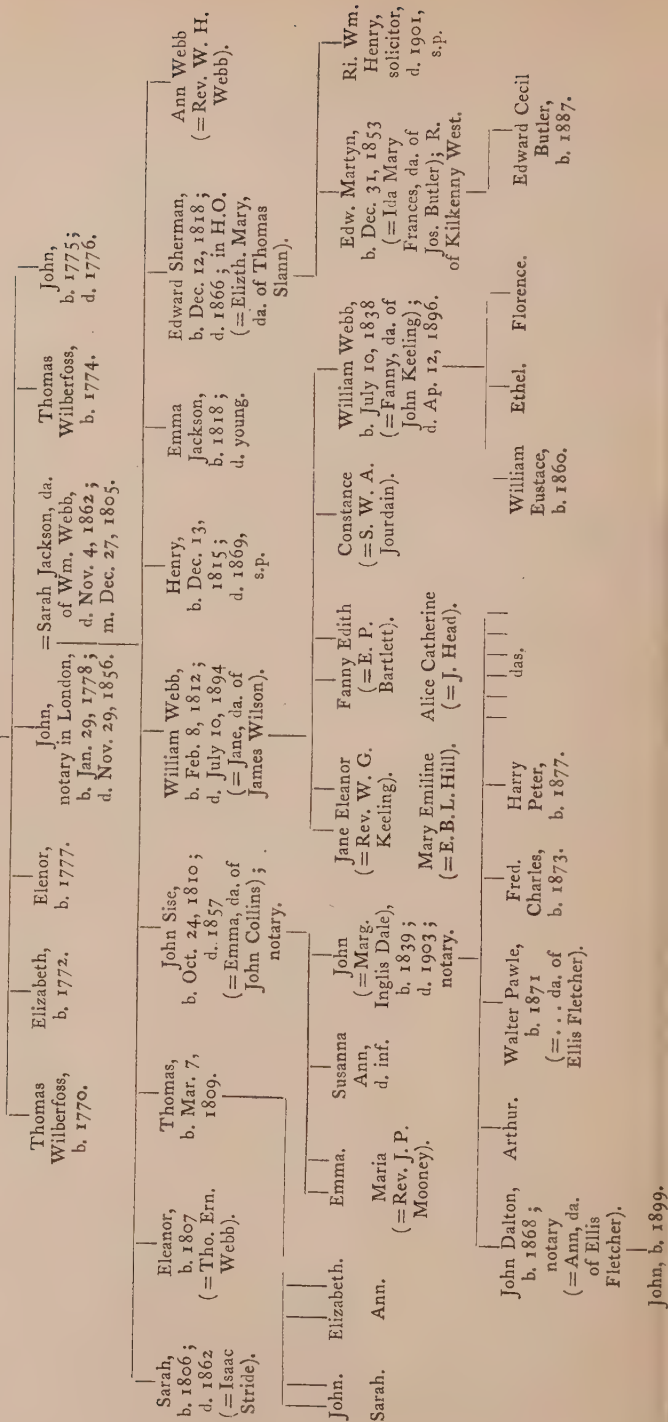 Thomas
Wilberfoss,
b. 1770.
Elizabeth,
b. 1772.
Elenor,
b. 1777.
John,
notary in London,
b. Jan. 29, 1778;
d. Nov. 29, 1856.
=Sarah Jackson, da.
of Wm. Webb,
d. Nov. 4, 1862;
m. Dec. 27, 1805.
Thomas
Wilberfoss,
b. 1774.
John,
b. 1775;
d. 1776.
Sarah,
b. 1806;
d. 1862
(=Isaac
Stride).
Eleanor,
b. 1807
(=Tho. Ern.
Webb).
Thomas,
b. Mar. 7,
1809.
John Sise,
b. Oct. 24, 1810;
d. 1857
(=Emma, da. of
John Collins);
notary.
William Webb,
b. Feb. 8, 1812;
d. July 10, 1894
(=Jane, da. of
James Wilson).
Henry,
b. Dec. 13,
1815;
d. 1869,
s.p.
Emma
Jackson,
b. 1818;
d. young.
Edward Sherman,
b. Dec. 12, 1818;
d. 1866; in H.O.
(=Elizth. Mary,
da. of Thomas
Slann).
Ann Webb
(=Rev. W. H.
Webb).
John.
Elizabeth.
Sarah.
Ann.
Emma.
Susanna
Ann,
d. inf.
John
(=Marg.
Inglis Dale),
b. 1839;
d. 1903;
notary.
Maria
(=Rev. J. P.
Mooney).
Jane Eleanor
(=Rev. W. G.
Keeling).
Fanny Edith
(=E. P.
Bartlett).
Constance
(=S. W. A.
Jourdain).
William Webb,
b. July 10, 1838
(=Fanny, da. of
John Keeling);
d. Ap. 12, 1896.
Mary Emiline
(=E. B. L. Hill).
Alice Catherine
(=J. Head).
Edw. Martyn,
b. Dec. 31, 1853
(=Ida Mary
Frances, da. of
Jos. Butler); R.
of Kilkenny West.
Ri. Wm.
Henry,
solicitor,
d. 1901,
s.p.
John Dalton,
b. 1868;
notary
(=Ann, da.
of Ellis
Fletcher).
Arthur.
Walter Pawle,
b. 1871
(=... da. of
Ellis Fletcher).
Fred.
Charles,
b. 1873.
Harry
Peter,
b. 1877.
das.
William
Eustace,
b. 1860.
Ethel.
Florence.
Edward Cecil
Butler,
b. 1887.
John, b. 1899.